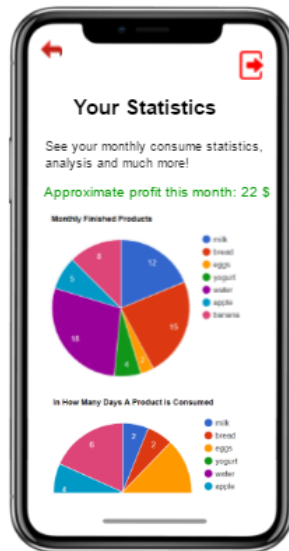 Your Statistics
See your monthly consume statistics,
analysis and much more!
Approximate profit this month: 22 $
Monthly Finished Products
8
12
5
18
15
4
2
milk
bread
eggs
yogurt
water
apple
banana
In How Many Days A Product is Consumed
6
2
2
milk
bread
eggs
yogurt
water
apple